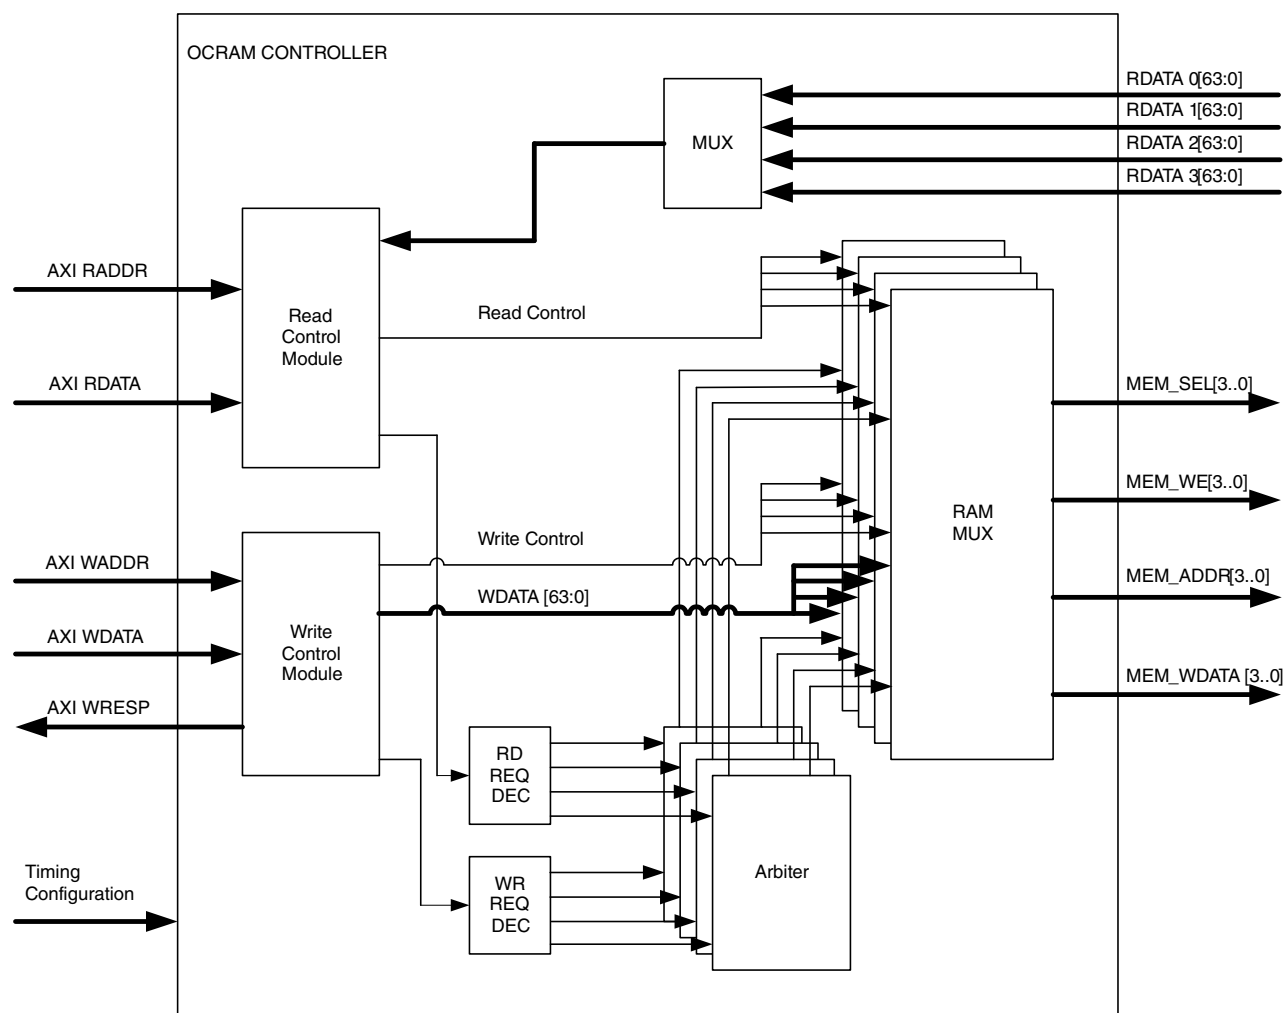 OCRAM CONTROLLER
RDATA 0[63:0]
RDATA 1[63:0]
RDATA 2[63:0]
RDATA 3[63:0]
MUX
AXI RADDR
Read
Control
Module
Read Control
AXI RDATA
MEM_SEL[3..0]
MEM_WE[3..0]
RAM
MUX
Write Control
AXI WADDR
MEM_ADDR[3..0]
WDATA [63:0]
AXI WDATA
Write
Control
Module
MEM_WDATA [3..0]
AXI WRESP
RD
REQ
DEC
Timing
Configuration
WR
REQ
DEC
Arbiter